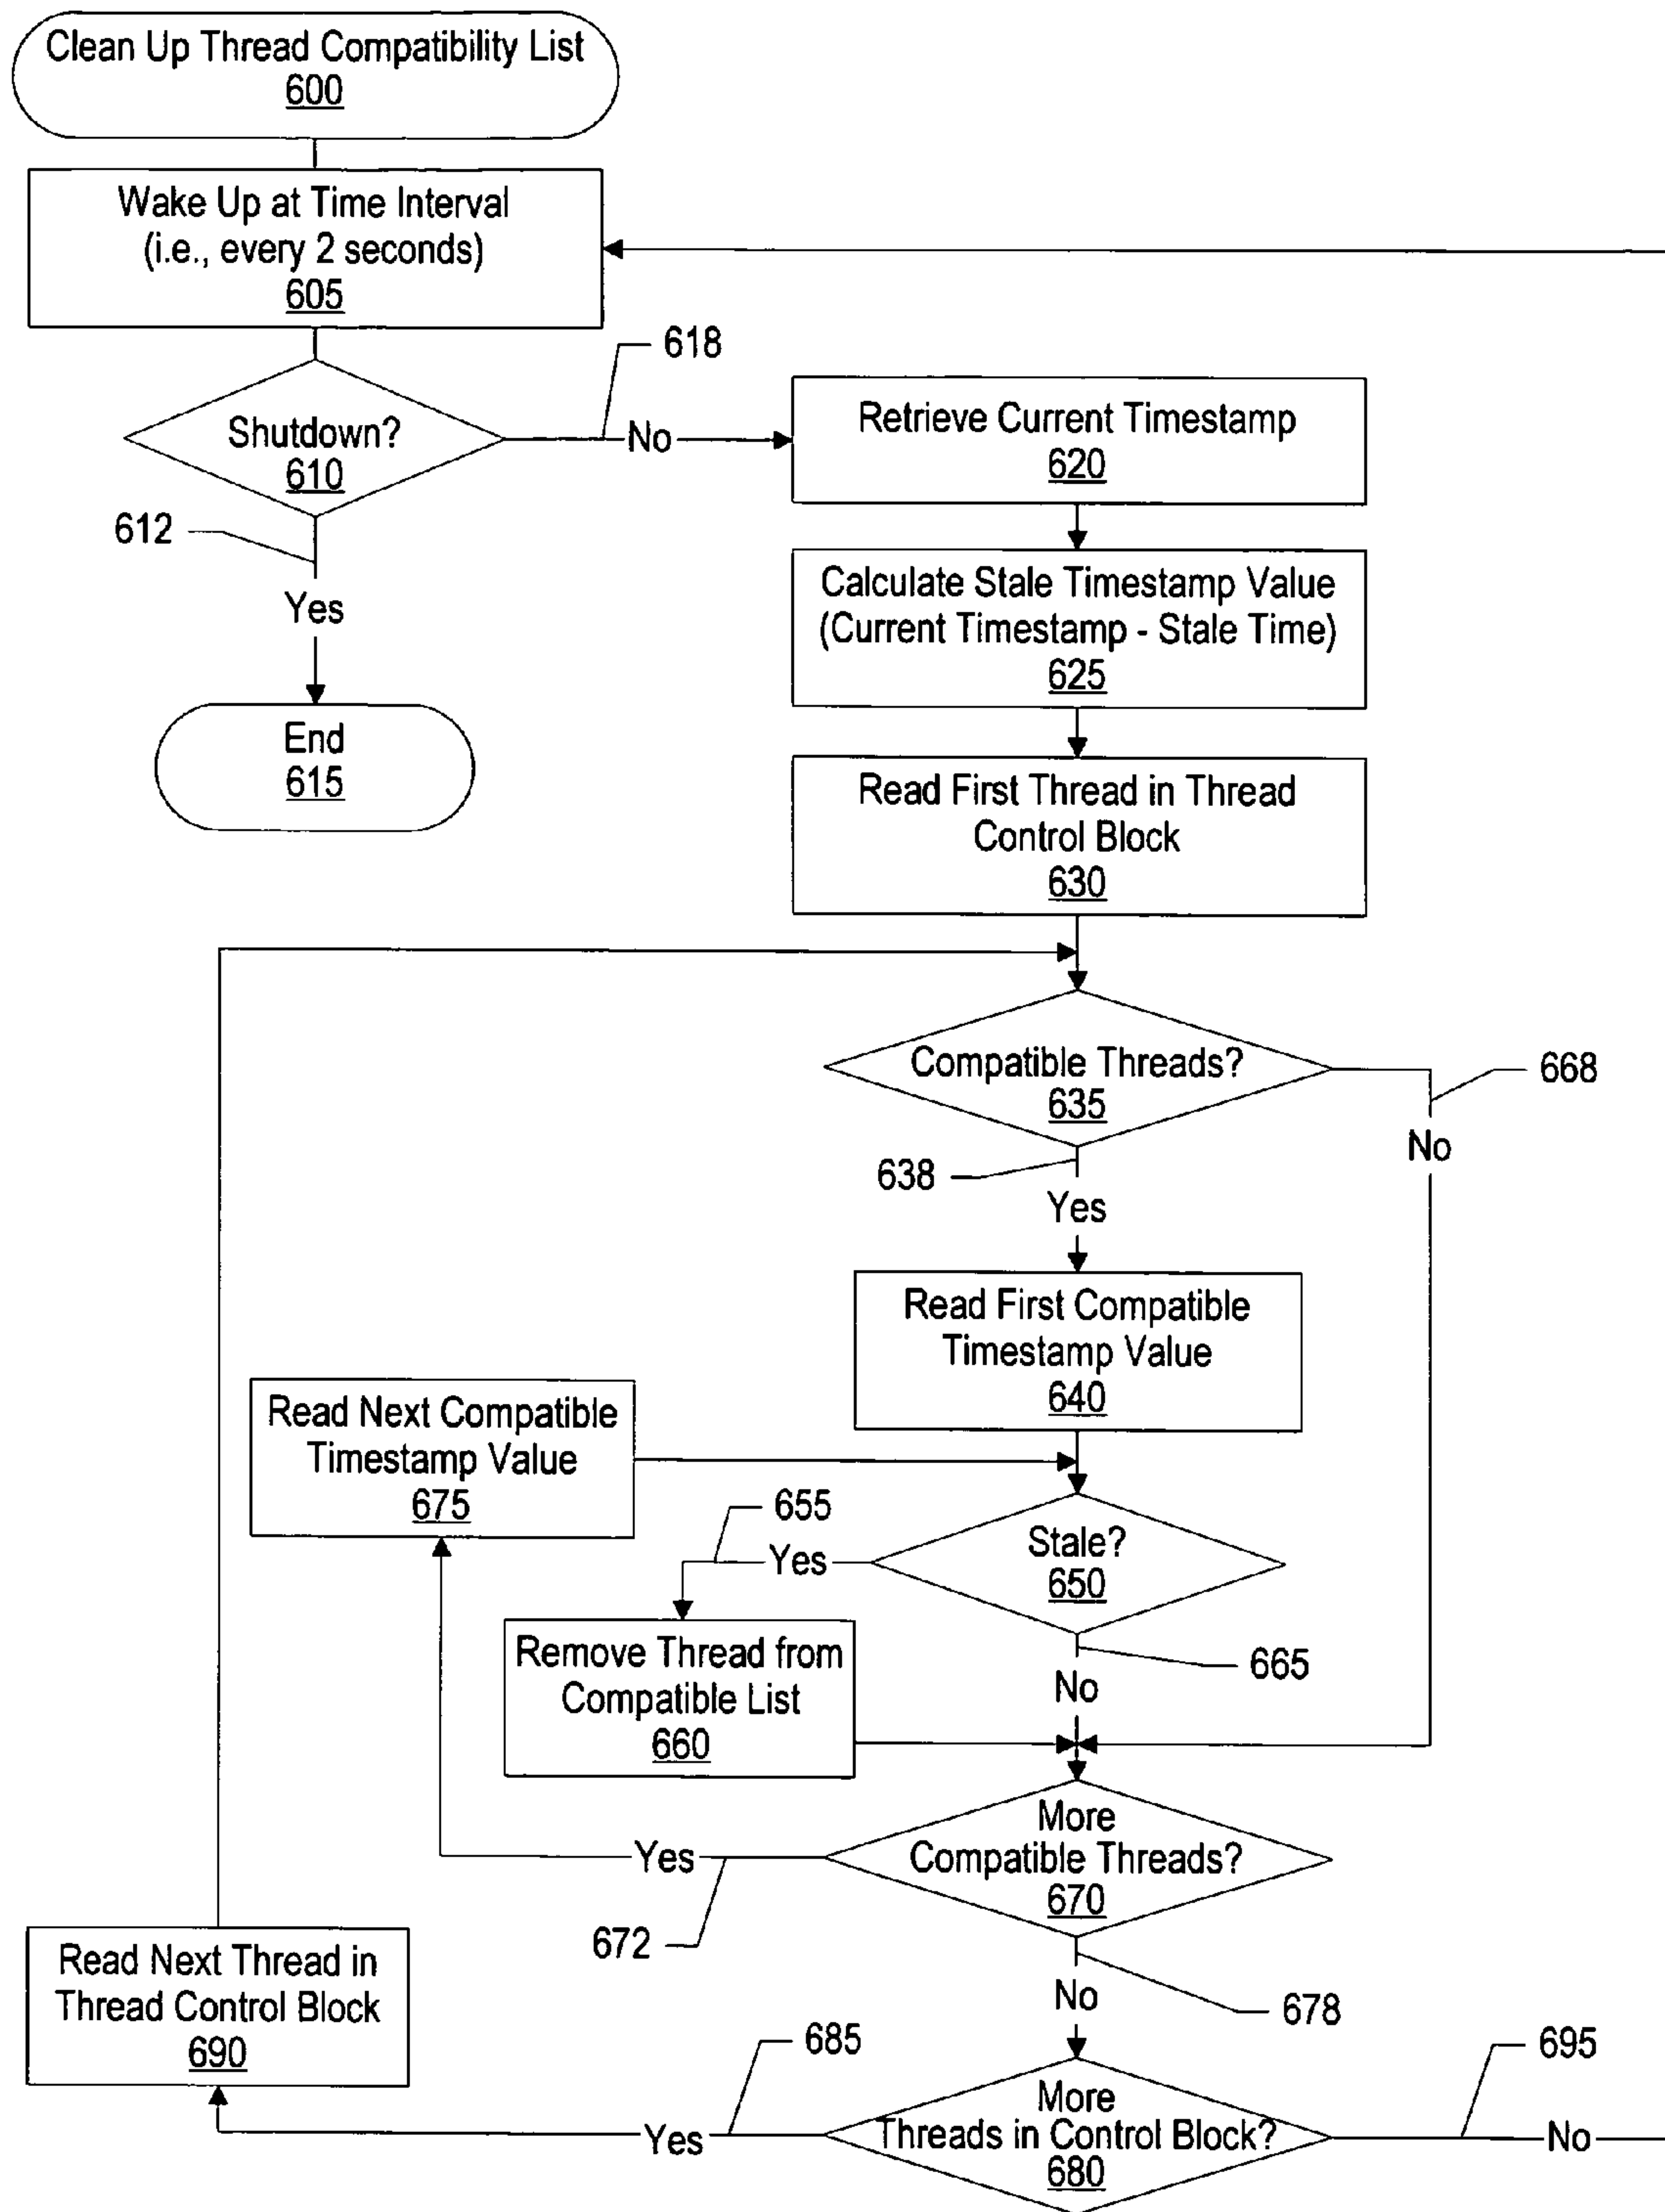 Clean Up Thread Compatibility List
600
Wake Up at Time Interval
(i.e., every 2 seconds)
605
618
Shutdown?
610
No
Retrieve Current Timestamp
620
612
Yes
Calculate Stale Timestamp Value
(Current Timestamp - Stale Time)
625
End
615
Read First Thread in Thread
Control Block
630
Compatible Threads?
635
668
No
638
Yes
Read First Compatible
Timestamp Value
640
Read Next Compatible
Timestamp Value
675
655
Yes
Stale?
650
665
No
Remove Thread from
Compatible List
660
More
Compatible Threads?
670
Yes
672
678
No
Read Next Thread in
Thread Control Block
690
685
Yes
More
Threads in Control Block?
680
695
No